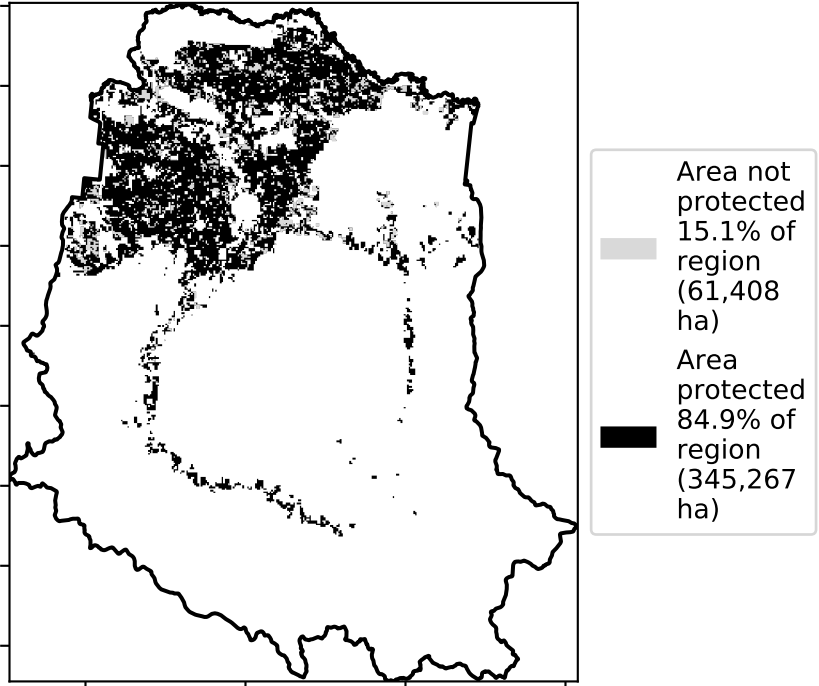 Area not
protected
15.1% of
region
(61,408
ha)
Area
protected
84.9% of
region
(345,267
ha)